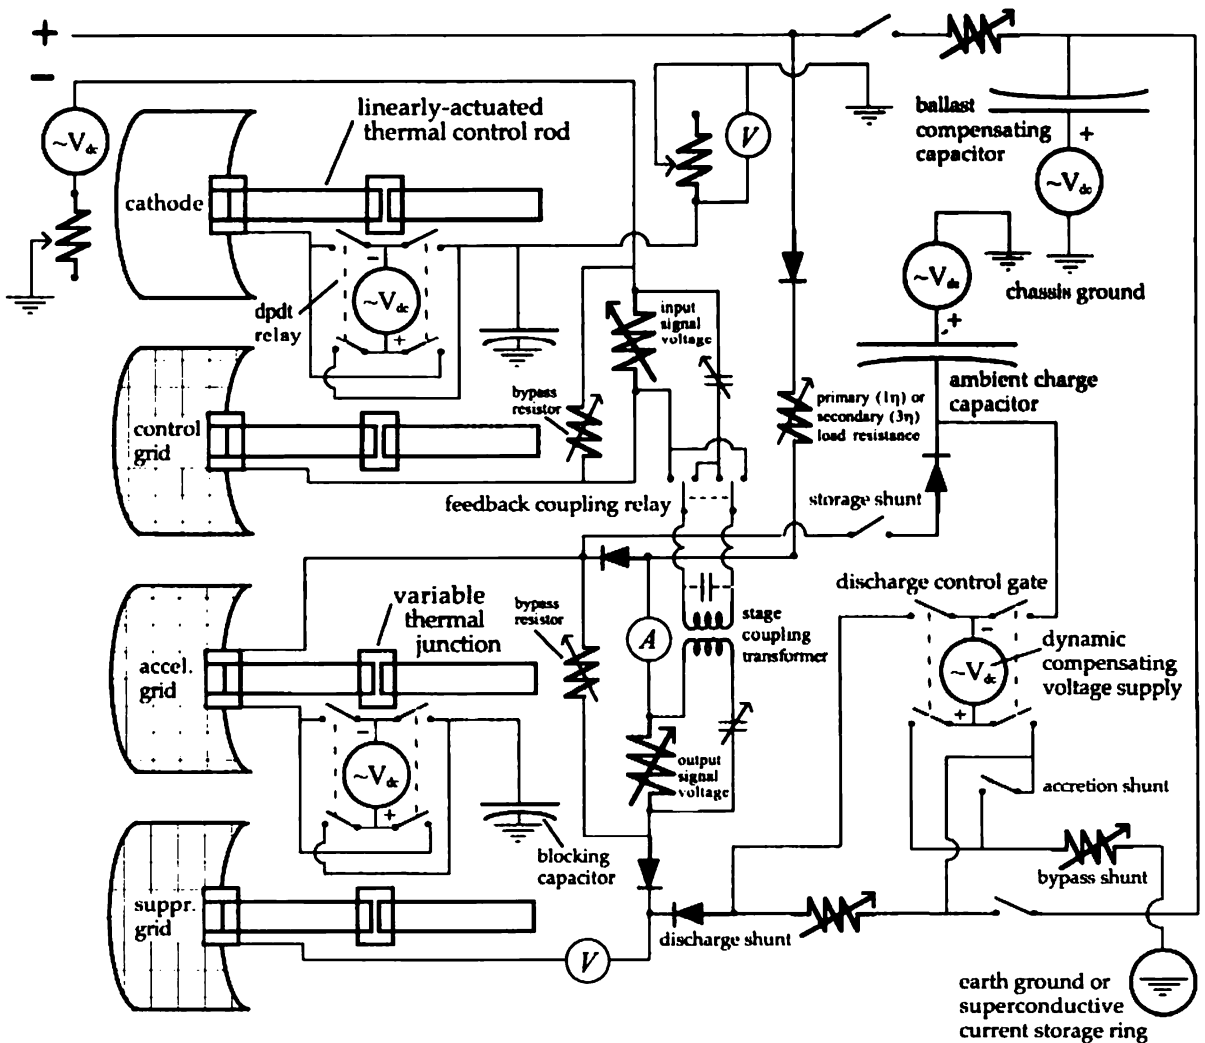 +
−
~Vdc
linearly-actuated
thermal control rod
cathode
−
~Vdc
+
dpdt
relay
V
ballast
compensating
capacitor
+
~Vdc
~Vdc
+
chassis ground
input
signal
voltage
bypass
resistor
control
grid
primary (1η) or
secondary (3η)
load resistance
ambient charge
capacitor
feedback coupling relay
storage shunt
variable
thermal
junction
bypass
resistor
A
stage
coupling
transformer
discharge control gate
−
~Vdc
+
dynamic
compensating
voltage supply
accel.
grid
−
~Vdc
+
output
signal
voltage
accretion shunt
blocking
capacitor
bypass shunt
suppr.
grid
V
discharge shunt
earth ground or
superconductive
current storage ring